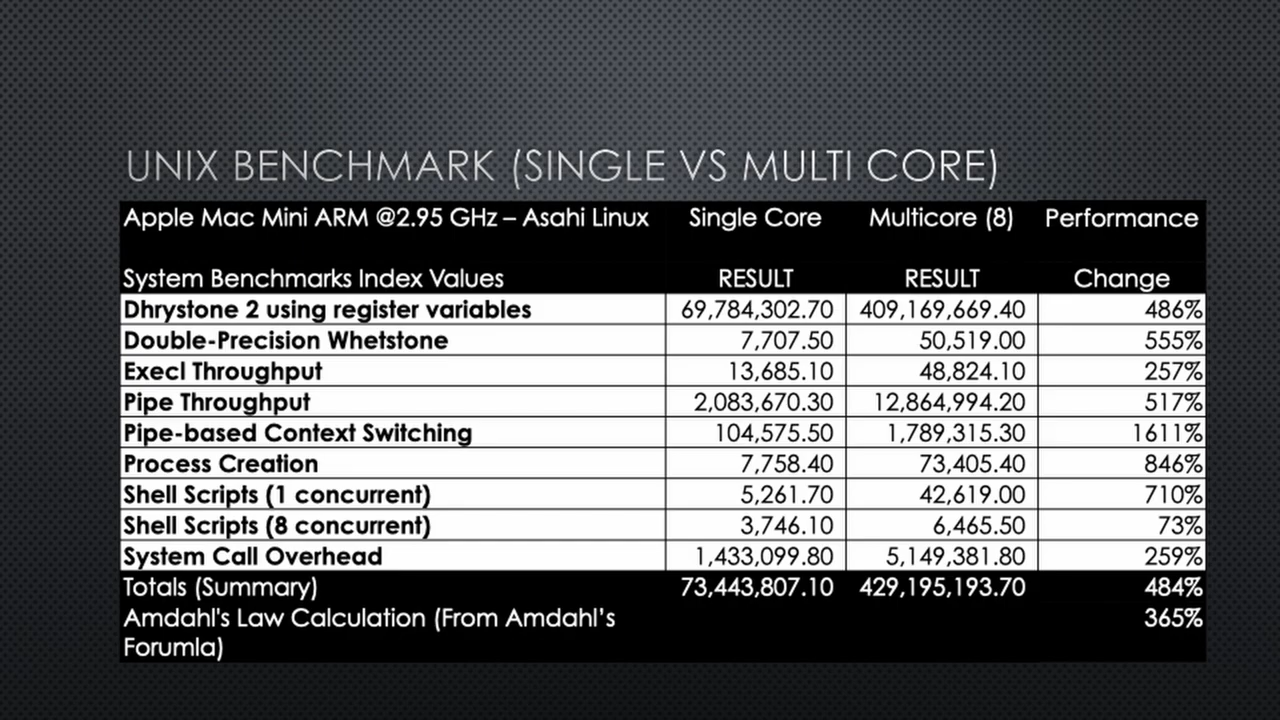 UNIX BENCHMARK (SINGLE VS MULTI CORE)
Apple Mac Mini ARM @2.95 GHz – Asahi Linux Single Core Multicore (8) Performance
System Benchmarks Index Values RESULT RESULT Change
Dhrystone 2 using register variables 69,784,302.70 409,169,669.40 486%
Double-Precision Whetstone 7,707.50 50,519.00 555%
Execl Throughput 13,685.10 48,824.10 257%
Pipe Throughput 2,083,670.30 12,864,994.20 517%
Pipe-based Context Switching 104,575.50 1,789,315.30 1611%
Process Creation 7,758.40 73,405.40 846%
Shell Scripts (1 concurrent) 5,261.70 42,619.00 710%
Shell Scripts (8 concurrent) 3,746.10 6,465.50 73%
System Call Overhead 1,433,099.80 5,149,381.80 259%
Totals (Summary) 73,443,807.10 429,195,193.70 484%
Amdahl's Law Calculation (From Amdahl’s 365%
Forumla)